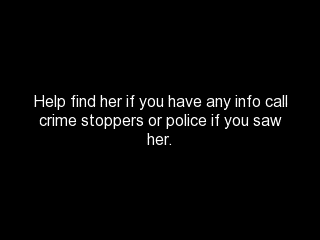 Help find her if you have any info call
crime stoppers or police if you saw
her.